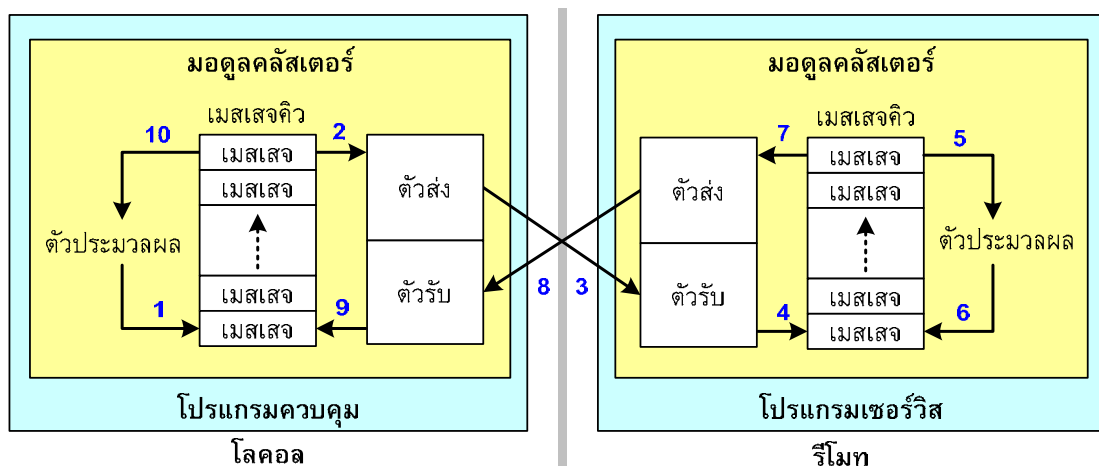 มอดูลคลัสเตอร์
เมสเสจคิว
10
2
เมสเสจ
เมสเสจ
ตัวส่ง
ตัวประมวลผล
เมสเสจ
เมสเสจ
ตัวรับ
1
9
โปรแกรมควบคุม
โลคอล
8
3
มอดูลคลัสเตอร์
เมสเสจคิว
7
5
เมสเสจ
เมสเสจ
ตัวส่ง
ตัวประมวลผล
เมสเสจ
เมสเสจ
ตัวรับ
4
6
โปรแกรมเซอร์วิส
รีโมท